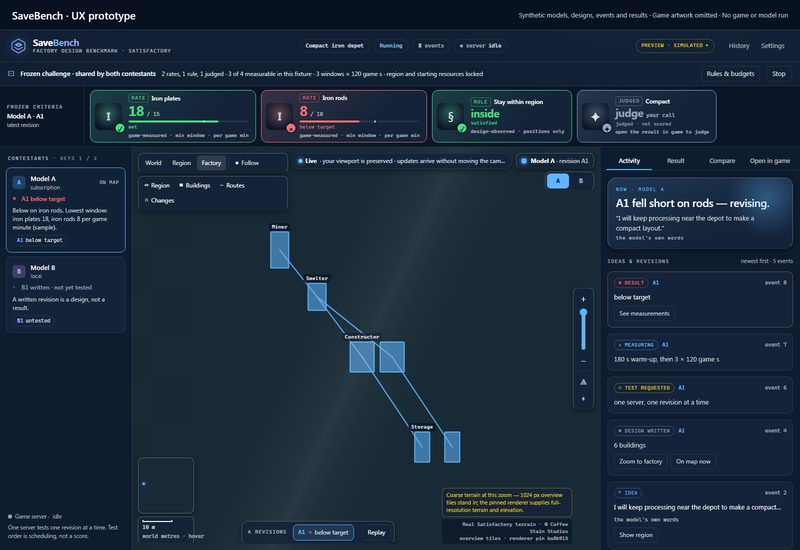 SaveBench · UX prototype
Synthetic models, designs, events and results · Game artwork omitted · No game or model run
SaveBench
FACTORY DESIGN BENCHMARK · SATISFACTORY
Compact iron depot
Running
8 events
server idle
PREVIEW · SIMULATED
History
Settings
Frozen challenge · shared by both contestants
2 rates, 1 rule, 1 judged · 3 of 4 measurable in this fixture · 3 windows × 120 game s · region and starting resources locked
Rules & budgets
Stop
FROZEN CRITERIA
Model A · A1
latest revision
I
RATE Iron plates
18 / 15
met
game-measured · min window · per game min
I
RATE Iron rods
8 / 10
below target
game-measured · min window · per game min
§
RULE Stay within region
inside
satisfied
design-observed · positions only
JUDGED Compact
judge your call
judged · not scored
open the result in game to judge
CONTESTANTS · KEYS 1 / 2
A
Model A
subscription
ON MAP
× A1 below target
Below on iron rods. Lowest window: iron plates 18, iron rods 8 per game minute (sample).
A1 below target
B
Model B
local
B1 written · not yet tested
A written revision is a design, not a result.
B1 untested
Game server · idle
One server tests one revision at a time. Test order is scheduling, not a score.
World
Region
Factory
Follow
Live · your viewport is preserved · updates arrive without moving the cam...
Model A · revision A1
Region
Buildings
Routes
Changes
A
B
Miner
Smelter
Constructor
Storage
+
−
10 m
world metres · hover
A REVISIONS
A1 × below target
Replay
Coarse terrain at this zoom — 1024 px overview tiles stand in; the pinned renderer supplies full-resolution terrain and elevation.
Real Satisfactory terrain · © Coffee Stain Studios
overview tiles · renderer pin ba8b915
Activity
Result
Compare
Open in game
NOW · MODEL A
A1 fell short on rods — revising.
"I will keep processing near the depot to make a compact layout."
the model's own words
IDEAS & REVISIONS
newest first · 5 events
RESULT A1
event 8
below target
See measurements
MEASURING A1
event 7
180 s warm-up, then 3 × 120 game s
TEST REQUESTED A1
event 6
one server, one revision at a time
DESIGN WRITTEN A1
event 4
6 buildings
Zoom to factory
On map now
IDEA A1
event 2
I will keep processing near the depot to make a compact...
the model's own words
Show region